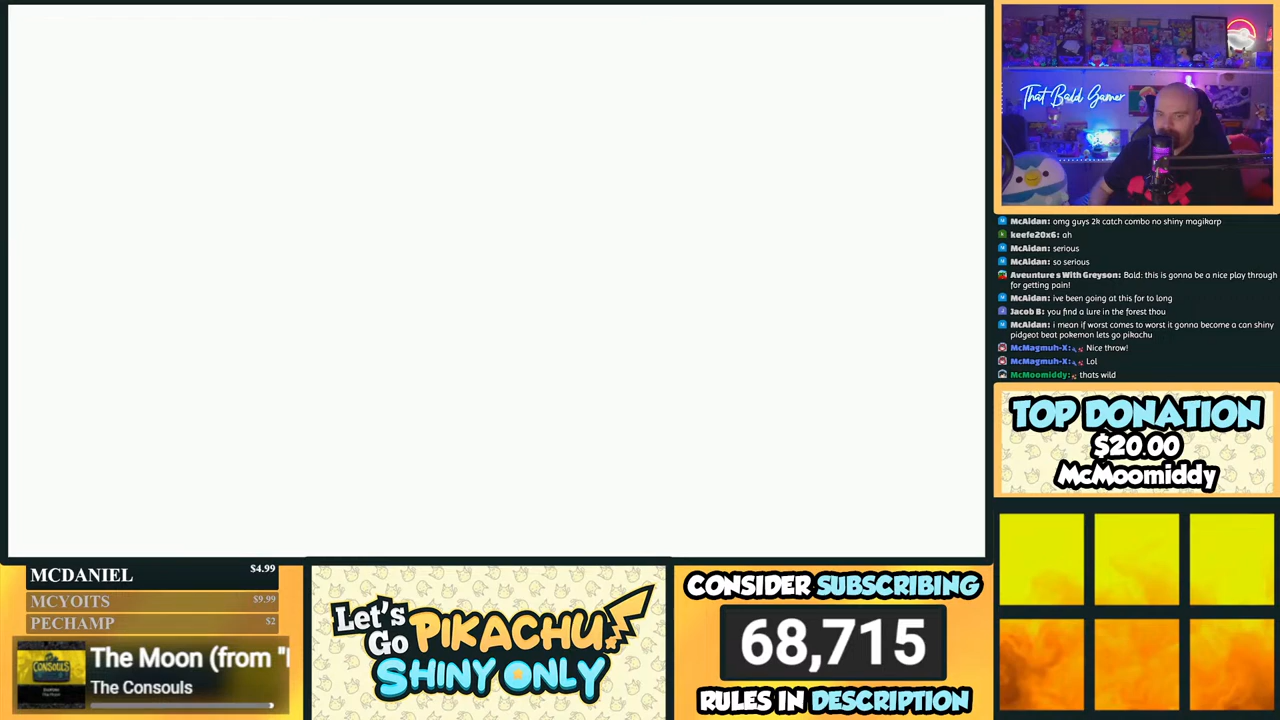 That Bald Gamer
McAidan: omg guys 2k catch combo no shiny magikarp
keefe20x6: ah
McAidan: serious
McAidan: so serious
Aveunture s With Greyson: Bald: this is gonna be a nice play through
for getting pain!
McAidan: ive been going at this for to long
Jacob B: you find a lure in the forest thou
McAidan: i mean if worst comes to worst it gonna become a can shiny
pidgeot beat pokemon lets go pikachu
McMagmuh-X: Nice throw!
McMagmuh-X: Lol
McMoomiddy: thats wild
TOP DONATION
$20.00
McMoomiddy
MCDANIEL $4.99
MCYOITS $9.99
PECHAMP $2
CONSOULS
The Moon (from "
The Consouls
Let's
Go PIKACHU
SHINY ONLY
CONSIDER SUBSCRIBING
68,715
RULES IN DESCRIPTION